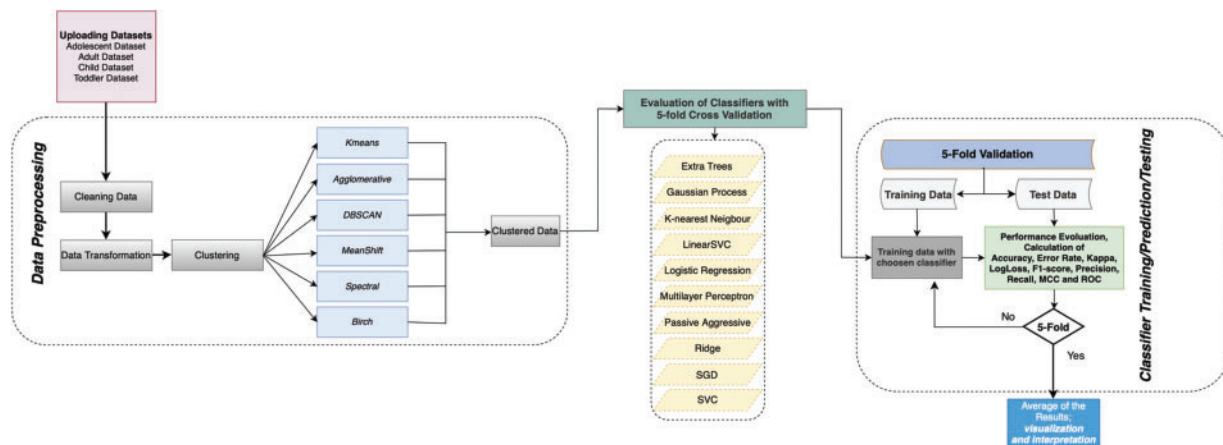 Uploading Datasets
Adolescent Dataset
Adult Dataset
Child Dataset
Toddler Dataset
Data Preprocessing
Cleaning Data
Data Transformation
Clustering
Kmeans
Agglomerative
DBSCAN
MeanShift
Spectral
Birch
Clustered Data
Evaluation of Classifiers with
5-fold Cross Validation
Extra Trees
Gaussian Process
K-nearest Neigbour
LinearSVC
Logistic Regression
Multilayer Perceptron
Passive Aggressive
Ridge
SGD
SVC
5-Fold Validation
Training Data
Test Data
Training data with
choosen classifier
Performance Evaluation,
Calculation of
Accuracy, Error Rate, Kappa,
LogLoss, F1-score, Precision,
Recall, MCC and ROC
No
5-Fold
Yes
Classifier Training/Prediction/Testing
Average of the
Results;
visualization
and interpretation